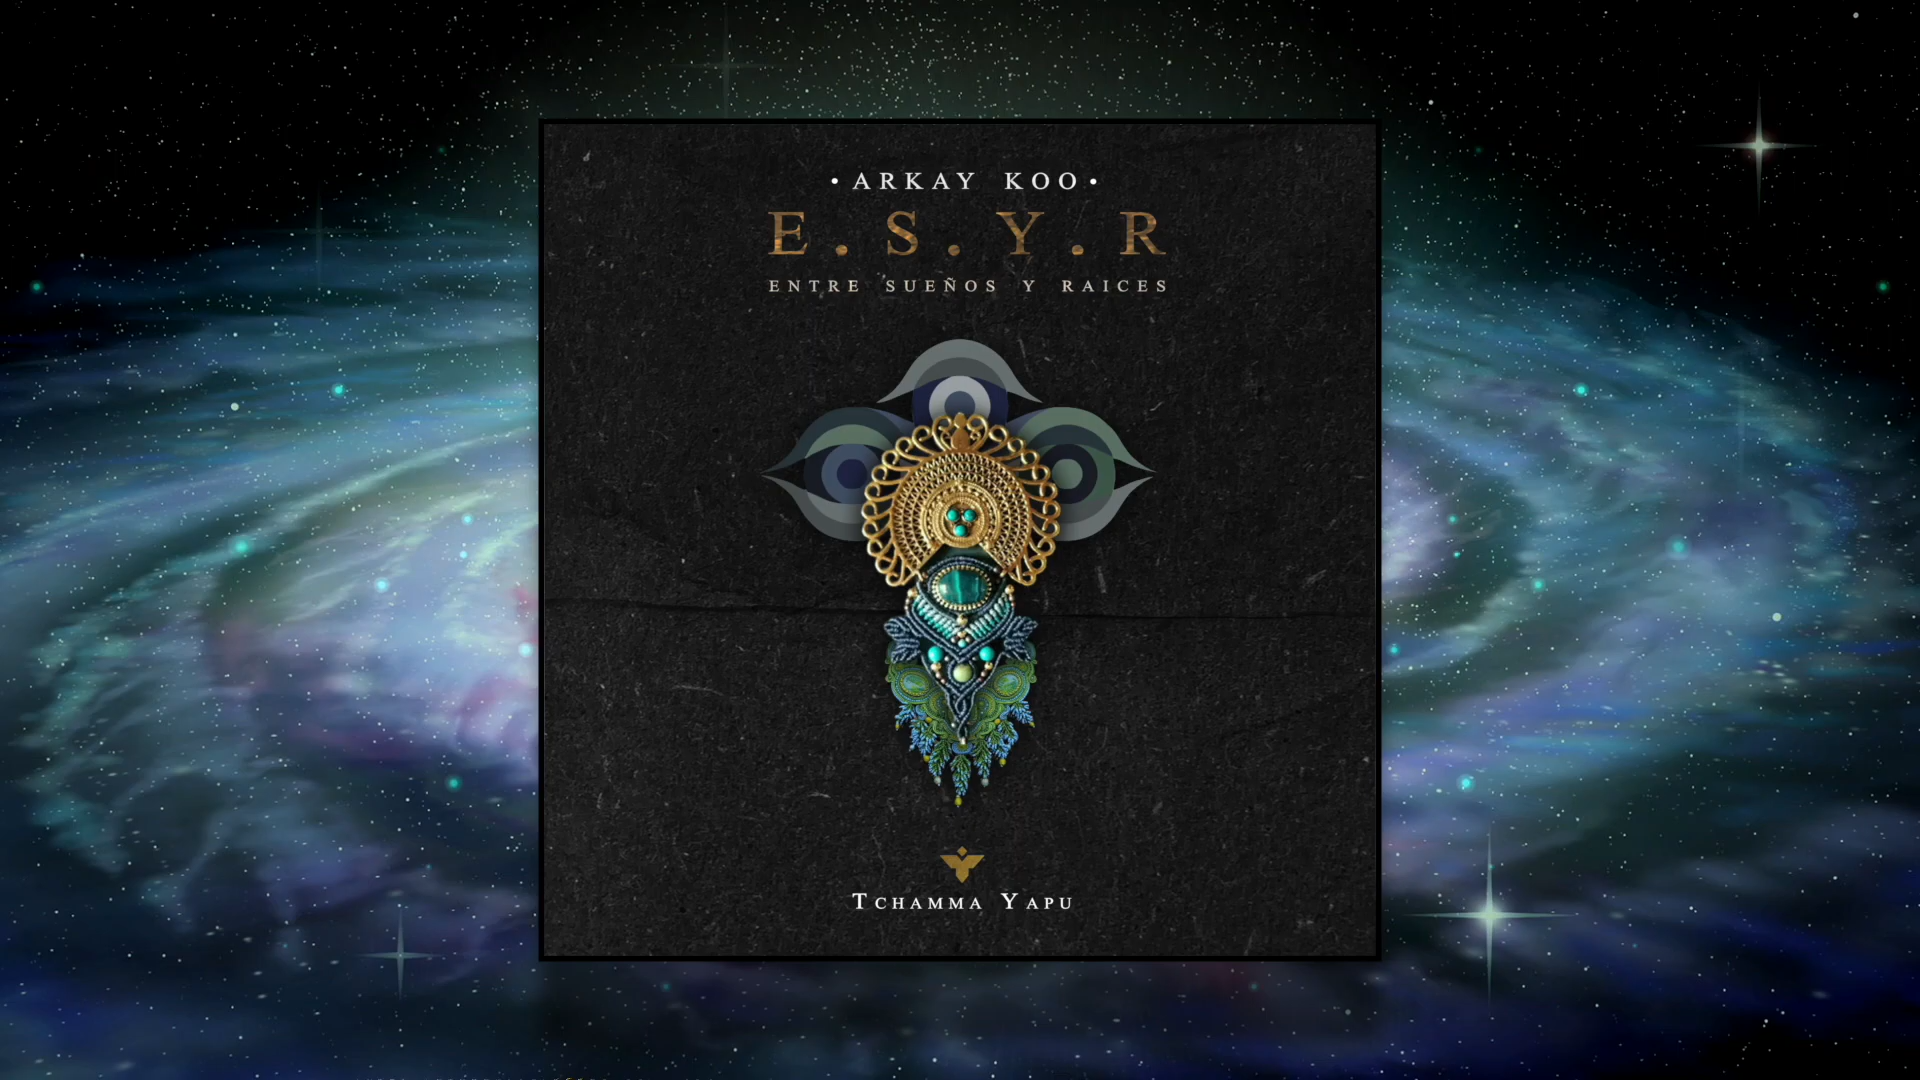 • ARKAY KOO •
E.S.Y.R
ENTRE SUEÑOS Y RAICES
TCHAMMA YAPU